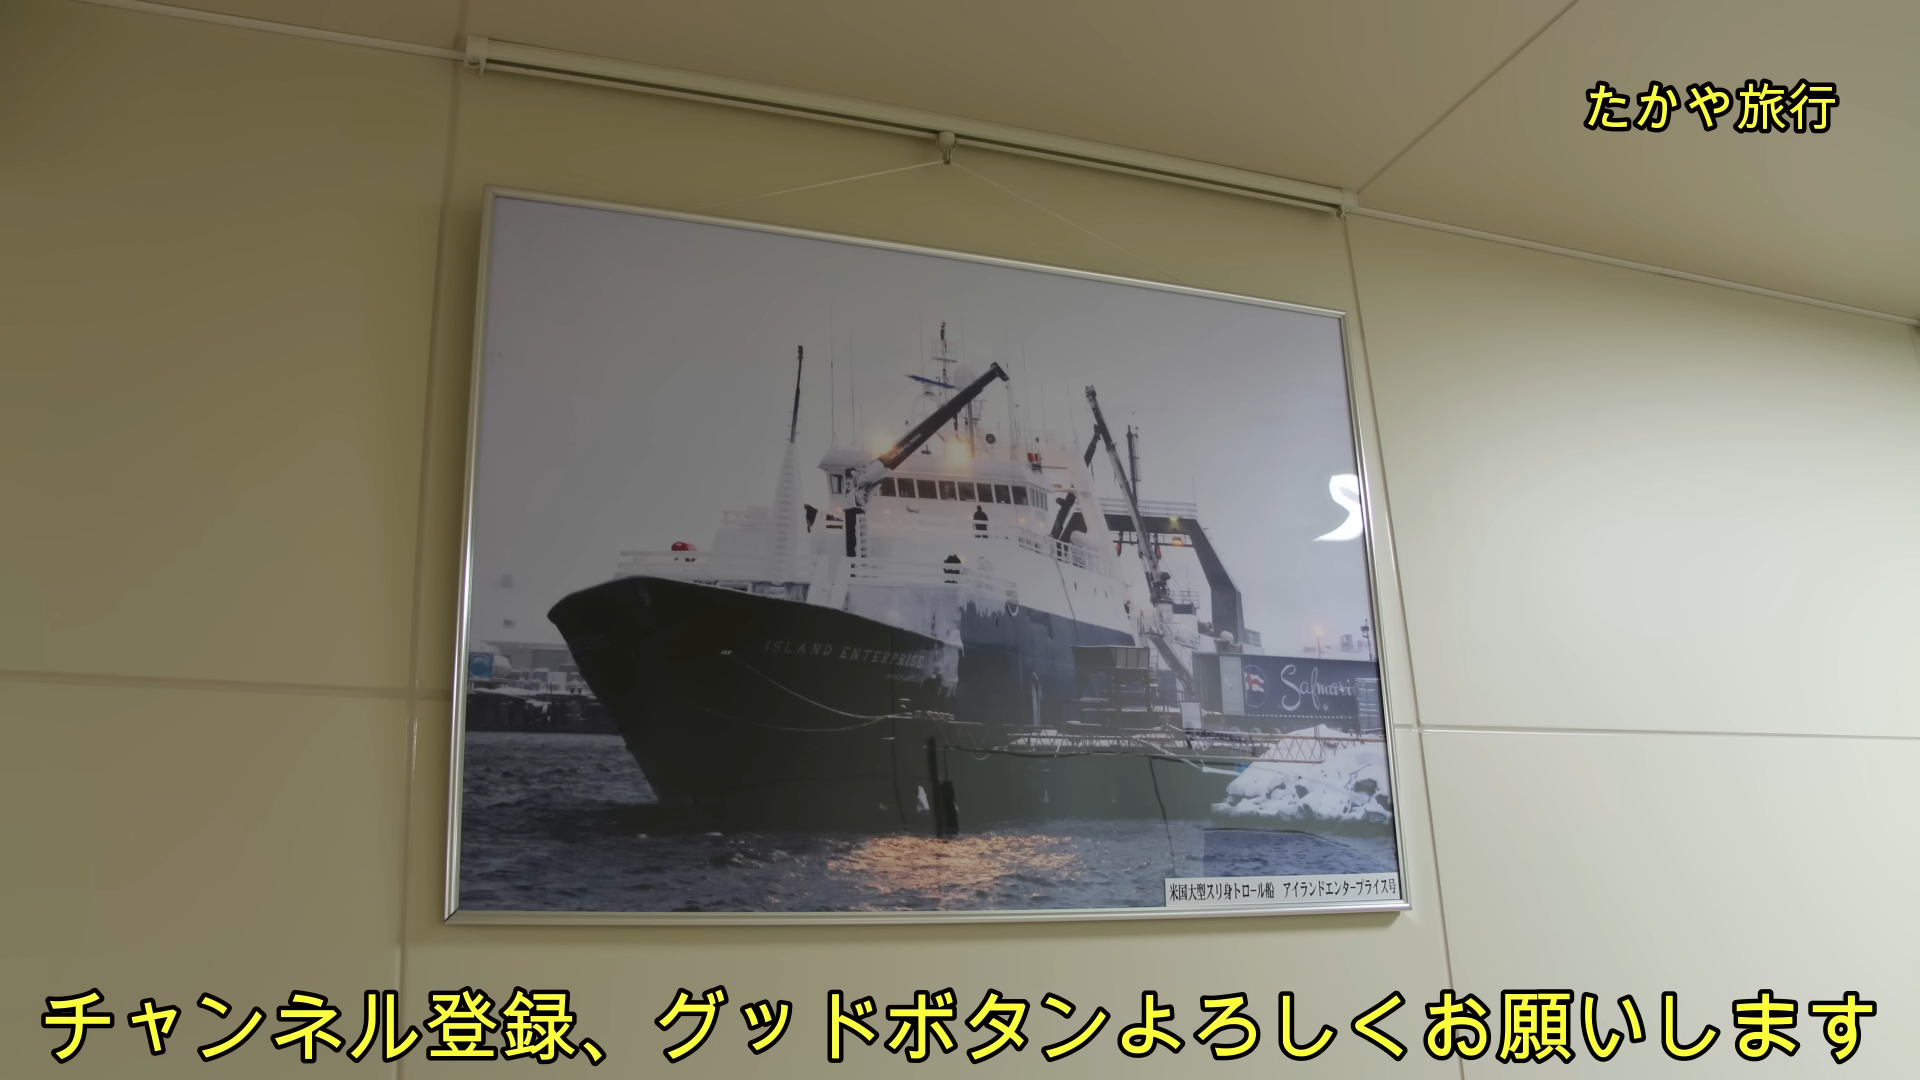 たかや旅行
ISLAND ENTERPRISE
Safmarine
米国大型スリ身トロール船 アイランドエンタープライス号
チャンネル登録、グッドボタンよろしくお願いします